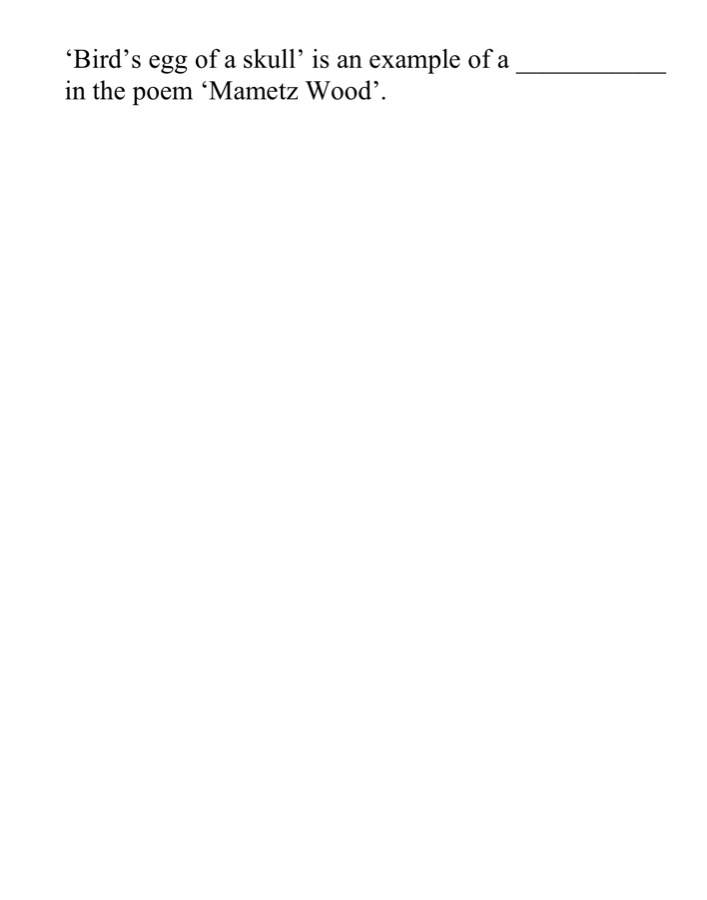 ‘Bird’s egg of a skull’ is an example of a ___________
in the poem ‘Mametz Wood’.